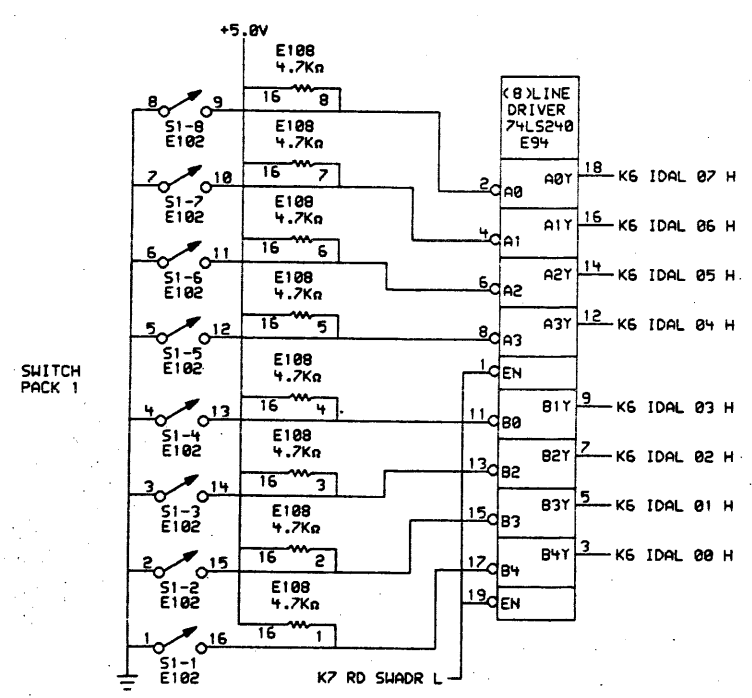 +5.0V
E108
4.7KΩ
16 8
8 9
S1-8
E102
E108
4.7KΩ
16 7
7 10
S1-7
E102
E108
4.7KΩ
16 6
6 11
S1-6
E102
E108
4.7KΩ
16 5
5 12
S1-5
E102
SWITCH
PACK 1
E108
4.7KΩ
16 4
4 13
S1-4
E102
E108
4.7KΩ
16 3
3 14
S1-3
E102
E108
4.7KΩ
16 2
2 15
S1-2
E102
E108
4.7KΩ
16 1
1 16
S1-1
E102
K7 RD SWADR L
(8)LINE
DRIVER
74LS240
E94
2 A0 A0Y 18 K6 IDAL 07 H
4 A1 A1Y 16 K6 IDAL 06 H
6 A2 A2Y 14 K6 IDAL 05 H
8 A3 A3Y 12 K6 IDAL 04 H
1 EN
11 B0 B1Y 9 K6 IDAL 03 H
13 B2 B2Y 7 K6 IDAL 02 H
15 B3 B3Y 5 K6 IDAL 01 H
17 B4 B4Y 3 K6 IDAL 00 H
19 EN